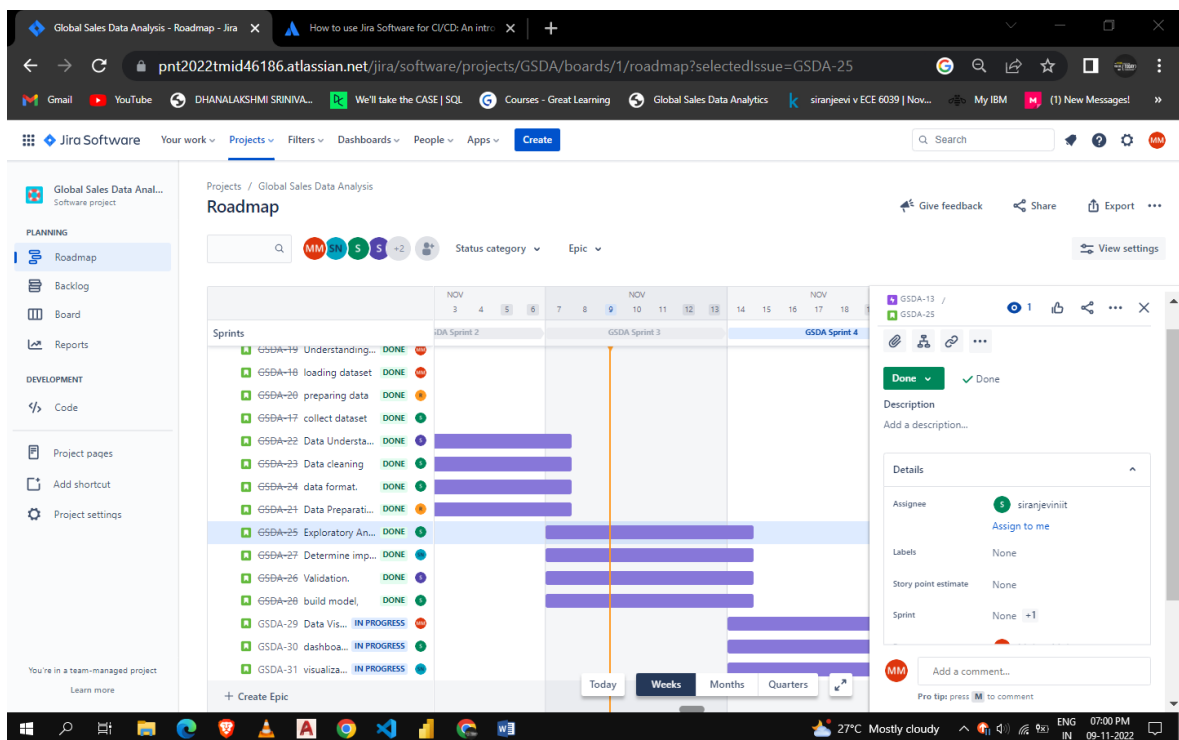 Global Sales Data Analysis - Roadmap - Jira
How to use Jira Software for CI/CD: An intro
pnt2022tmid46186.atlassian.net/jira/software/projects/GSDA/boards/1/roadmap?selectedIssue=GSDA-25
Gmail YouTube DHANALAKSHMI SRINIVA... We'll take the CASE | SQL Courses - Great Learning Global Sales Data Analytics siranjeevi v ECE 6039 | Nov... My IBM (1) New Messages! »
Jira Software Your work Projects Filters Dashboards People Apps Create Search MM
Global Sales Data Anal...
Software project
PLANNING
Roadmap
Backlog
Board
Reports
DEVELOPMENT
Code
Project pages
Add shortcut
Project settings
You're in a team-managed project
Learn more
Projects / Global Sales Data Analysis
Roadmap
Give feedback Share Export
MM SN S S +2 Status category Epic View settings
NOV NOV NOV
3 4 5 6 7 8 9 10 11 12 13 14 15 16 17 18
Sprints DA Sprint 2 GSDA Sprint 3 GSDA Sprint 4
GSDA-19 Understanding... DONE MM
GSDA-18 loading dataset DONE MM
GSDA-20 preparing data DONE R
GSDA-17 collect dataset DONE S
GSDA-22 Data Understa... DONE S
GSDA-23 Data cleaning DONE S
GSDA-24 data format. DONE S
GSDA-21 Data Preparati... DONE R
GSDA-25 Exploratory An... DONE S
GSDA-27 Determine imp... DONE SN
GSDA-26 Validation. DONE S
GSDA-28 build model, DONE S
GSDA-29 Data Vis... IN PROGRESS MM
GSDA-30 dashboa... IN PROGRESS S
GSDA-31 visualiza... IN PROGRESS SN
+ Create Epic
Today Weeks Months Quarters
GSDA-13 /
GSDA-25
1
Done Done
Description
Add a description...
Details
Assignee S siranjeviniit
Assign to me
Labels None
Story point estimate None
Sprint None +1
MM Add a comment...
Pro tip: press M to comment
27°C Mostly cloudy ENG IN 07:00 PM 09-11-2022